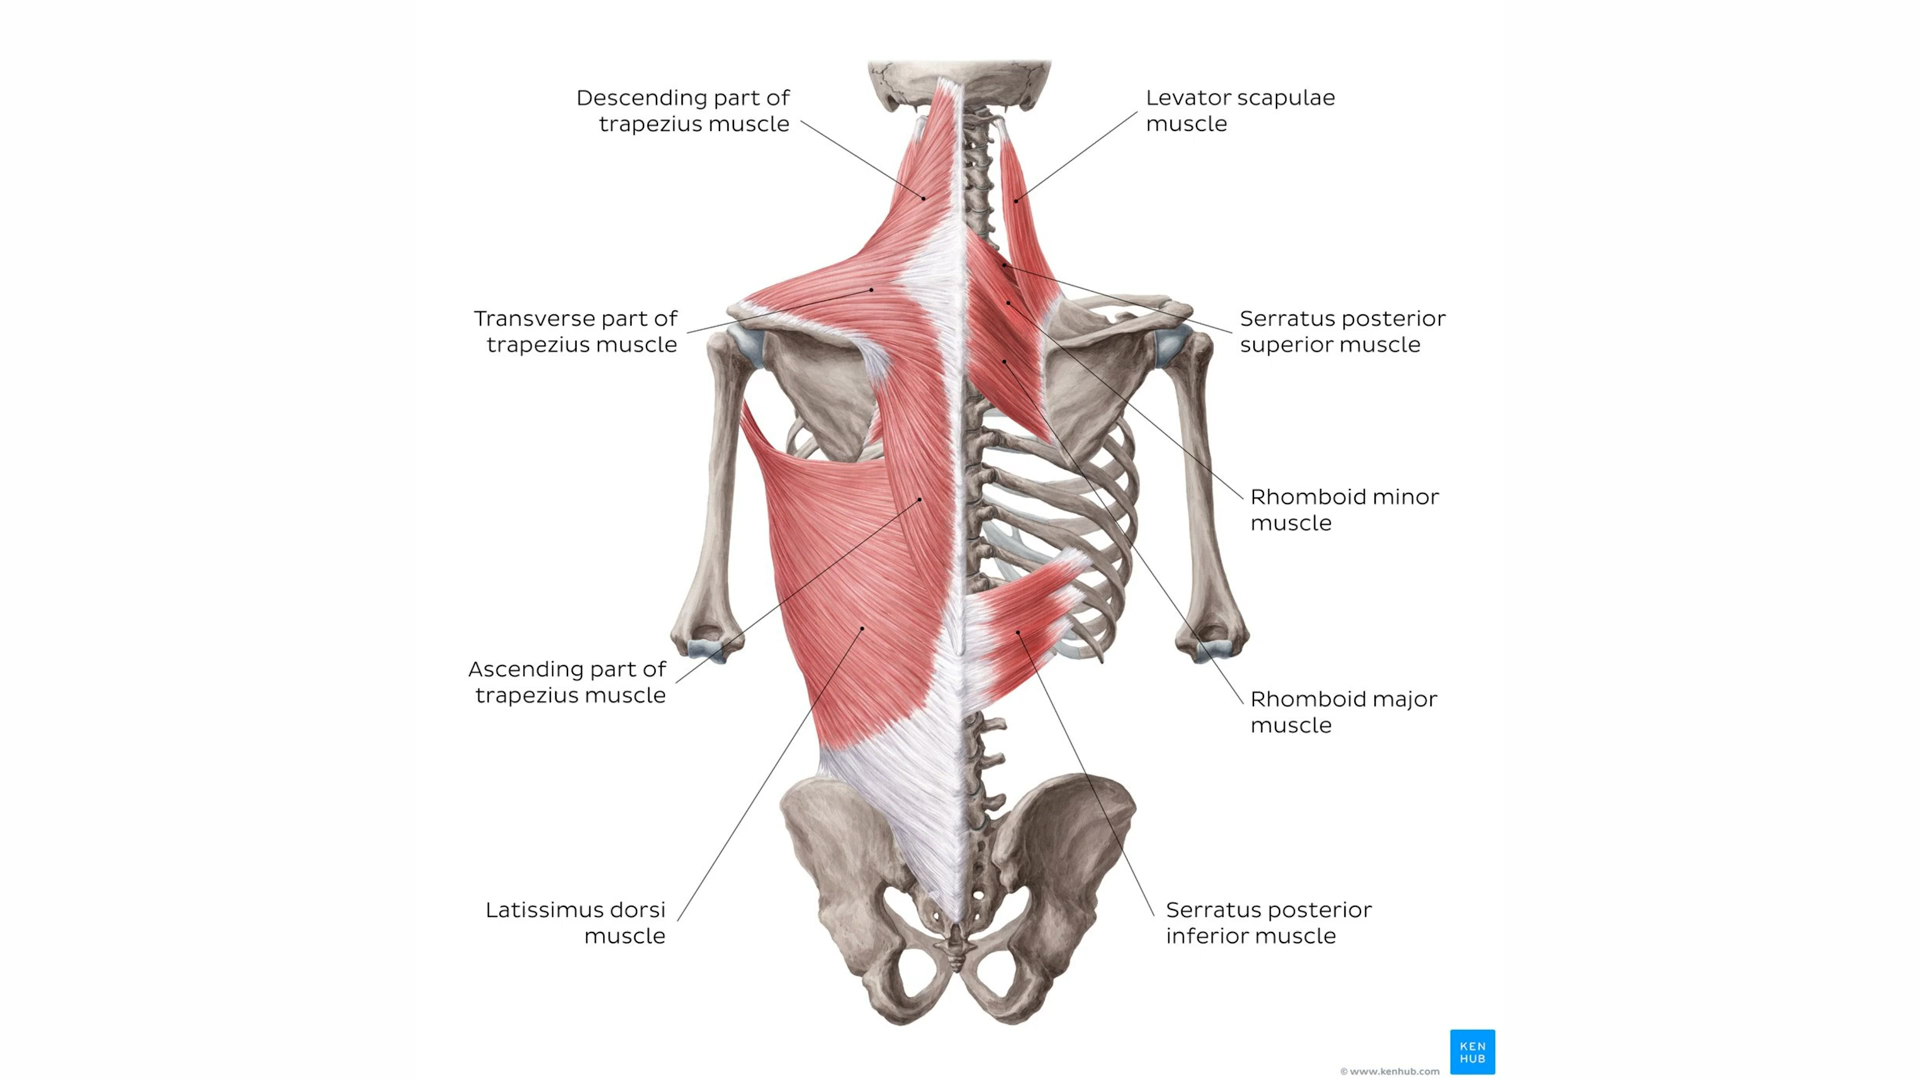 Descending part of
trapezius muscle
Levator scapulae
muscle
Transverse part of
trapezius muscle
Serratus posterior
superior muscle
Rhomboid minor
muscle
Ascending part of
trapezius muscle
Rhomboid major
muscle
Latissimus dorsi
muscle
Serratus posterior
inferior muscle
KEN
HUB
© www.kenhub.com